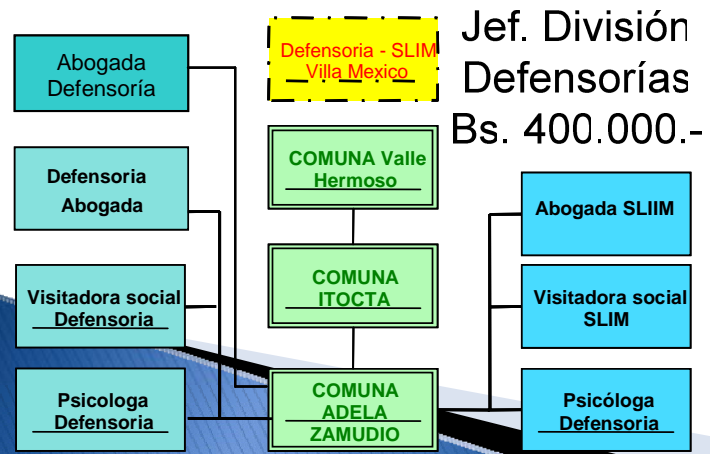 Jef. División
Defensorías
Bs. 400.000.-
Defensoria - SLIM
Villa Mexico
Abogada
Defensoría
Defensoria
Abogada
Visitadora social
Defensoria
Psicologa
Defensoria
COMUNA Valle
Hermoso
COMUNA
ITOCTA
COMUNA
ADELA
ZAMUDIO
Abogada SLIIM
Visitadora social
SLIM
Psicóloga
Defensoria